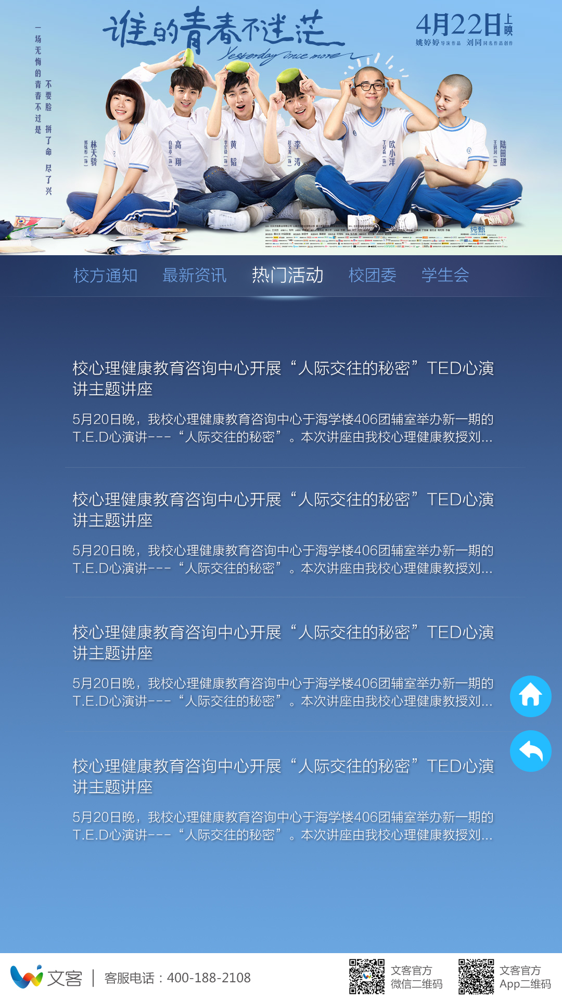 谁的青春不迷茫
Yesterday once more
4月22日上映
姚婷婷导演作品 刘同同名作品创作
一场无悔的青春不过是
不要脸 拼了命 尽了兴
林天骄
郭姝彤(饰)
高翔
白敬亭(饰)
黄韬
李宏毅(饰)
李涛
赵文龙(饰)
欧小洋
丁冠森(饰)
陆田甜
王鹤润(饰)
纯甄
校方通知 最新资讯 热门活动 校团委 学生会
校心理健康教育咨询中心开展“人际交往的秘密”TED心演
讲主题讲座
5月20日晚，我校心理健康教育咨询中心于海学楼406团辅室举办新一期的
T.E.D心演讲---“人际交往的秘密”。本次讲座由我校心理健康教授刘...
校心理健康教育咨询中心开展“人际交往的秘密”TED心演
讲主题讲座
5月20日晚，我校心理健康教育咨询中心于海学楼406团辅室举办新一期的
T.E.D心演讲---“人际交往的秘密”。本次讲座由我校心理健康教授刘...
校心理健康教育咨询中心开展“人际交往的秘密”TED心演
讲主题讲座
5月20日晚，我校心理健康教育咨询中心于海学楼406团辅室举办新一期的
T.E.D心演讲---“人际交往的秘密”。本次讲座由我校心理健康教授刘...
校心理健康教育咨询中心开展“人际交往的秘密”TED心演
讲主题讲座
5月20日晚，我校心理健康教育咨询中心于海学楼406团辅室举办新一期的
T.E.D心演讲---“人际交往的秘密”。本次讲座由我校心理健康教授刘...
文客 客服电话：400-188-2108
文客官方
微信二维码
文客官方
App二维码